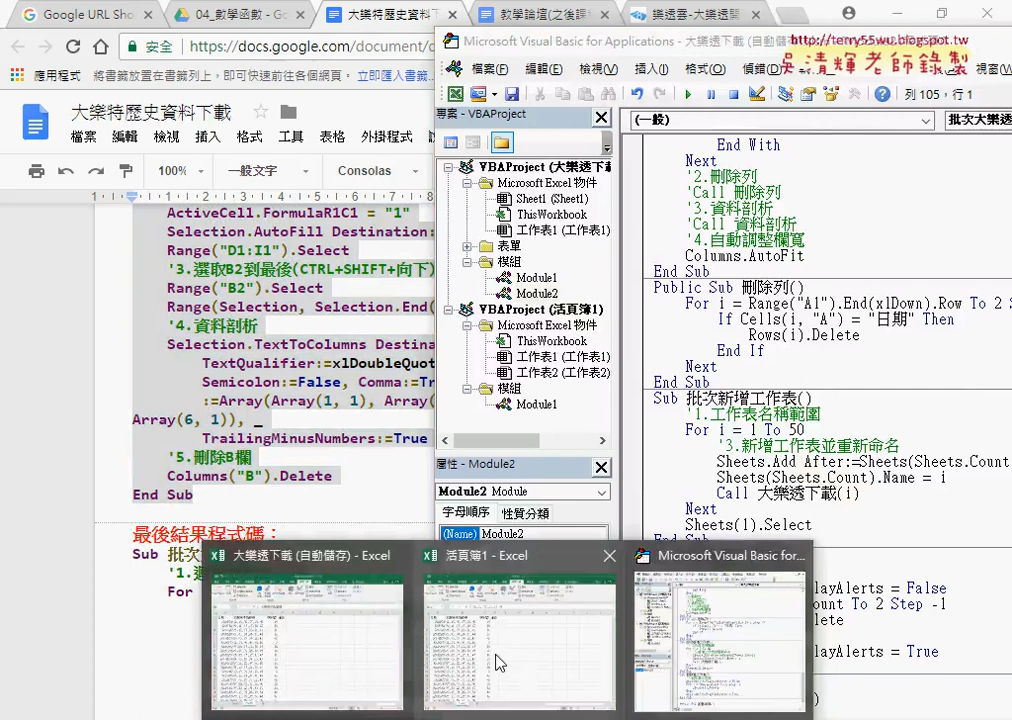 Google URL Sho
04_數學函數 - Go
大樂特歷史資料下
教學論壇(之後課
樂透雲-大樂透開
安全
https://docs.google.com/document/d
應用程式
將書籤放置在書籤列上，即可快速前往各個網頁。
立即匯入書籤...
大樂特歷史資料下載
檔案 編輯 檢視 插入 格式 工具 表格 外掛程式
100%
一般文字
Consolas
ActiveCell.FormulaR1C1 = "1"
Selection.AutoFill Destination:
Range("D1:I1").Select
'3.選取B2到最後(CTRL+SHIFT+向下)
Range("B2").Select
Range(Selection, Selection.End(
'4.資料剖析
Selection.TextToColumns Destina
TextQualifier:=xlDoubleQuot
Semicolon:=False, Comma:=Tr
:=Array(Array(1, 1), Array(
Array(6, 1)), _
TrailingMinusNumbers:=True
'5.刪除B欄
Columns("B").Delete
End Sub
最後結果程式碼：
Sub 批次
'1.
For
Microsoft Visual Basic for Applications - 大樂透下載 (自動儲存)
http://terry55wu.blogspot.tw
吳清輝老師錄製
檔案(F) 編輯(E) 檢視(V) 插入(I) 格式(O) 偵錯(D)
視窗(W)
列 105，行 1
專案 - VBAProject
VBAProject (大樂透下載
Microsoft Excel 物件
Sheet1 (Sheet1)
ThisWorkbook
工作表1 (工作表1)
表單
模組
Module1
Module2
VBAProject (活頁簿1)
Microsoft Excel 物件
ThisWorkbook
工作表1 (工作表1)
工作表2 (工作表2)
模組
Module1
屬性 - Module2
Module2 Module
字母順序 性質分類
(Name) Module2
(一般)
批次大樂透
End With
Next
'2.刪除列
'Call 刪除列
'3.資料剖析
'Call 資料剖析
'4.自動調整欄寬
Columns.AutoFit
End Sub
Public Sub 刪除列()
For i = Range("A1").End(xlDown).Row To 2 S
If Cells(i, "A") = "日期" Then
Rows(i).Delete
End If
Next
End Sub
Sub 批次新增工作表()
'1.工作表名稱範圍
For i = 1 To 50
'3.新增工作表並重新命名
Sheets.Add After:=Sheets(Sheets.Count
Sheets(Sheets.Count).Name = i
Call 大樂透下載(i)
Next
Sheets(1).Select
End Sub
layAlerts = False
ount To 2 Step -1
lete
layAlerts = True
大樂透下載 (自動儲存) - Excel
活頁簿1 - Excel
Microsoft Visual Basic for...